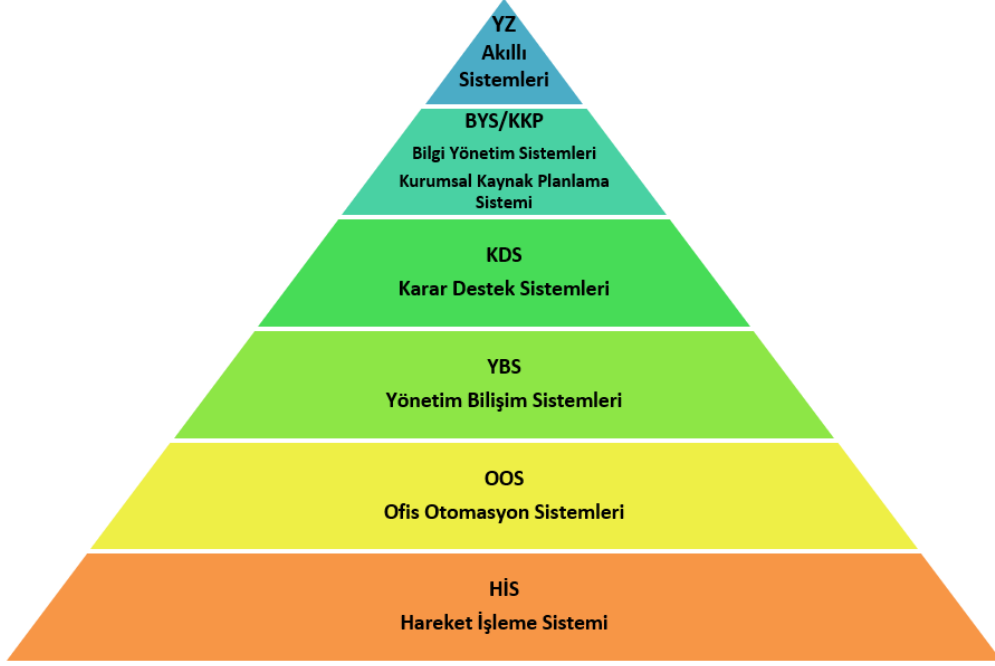 YZ
Akıllı
Sistemleri
BYS/KKP
Bilgi Yönetim Sistemleri
Kurumsal Kaynak Planlama
Sistemi
KDS
Karar Destek Sistemleri
YBS
Yönetim Bilişim Sistemleri
OOS
Ofis Otomasyon Sistemleri
HİS
Hareket İşleme Sistemi